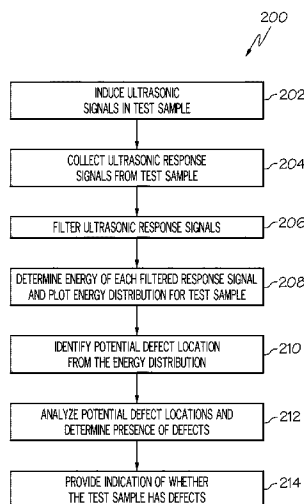 200
INDUCE ULTRASONIC
SIGNALS IN TEST SAMPLE
202
COLLECT ULTRASONIC RESPONSE
SIGNALS FROM TEST SAMPLE
204
FILTER ULTRASONIC RESPONSE SIGNALS
206
DETERMINE ENERGY OF EACH FILTERED RESPONSE SIGNAL
AND PLOT ENERGY DISTRIBUTION FOR TEST SAMPLE
208
IDENTIFY POTENTIAL DEFECT LOCATION
FROM THE ENERGY DISTRIBUTION
210
ANALYZE POTENTIAL DEFECT LOCATIONS AND
DETERMINE PRESENCE OF DEFECTS
212
PROVIDE INDICATION OF WHETHER
THE TEST SAMPLE HAS DEFECTS
214